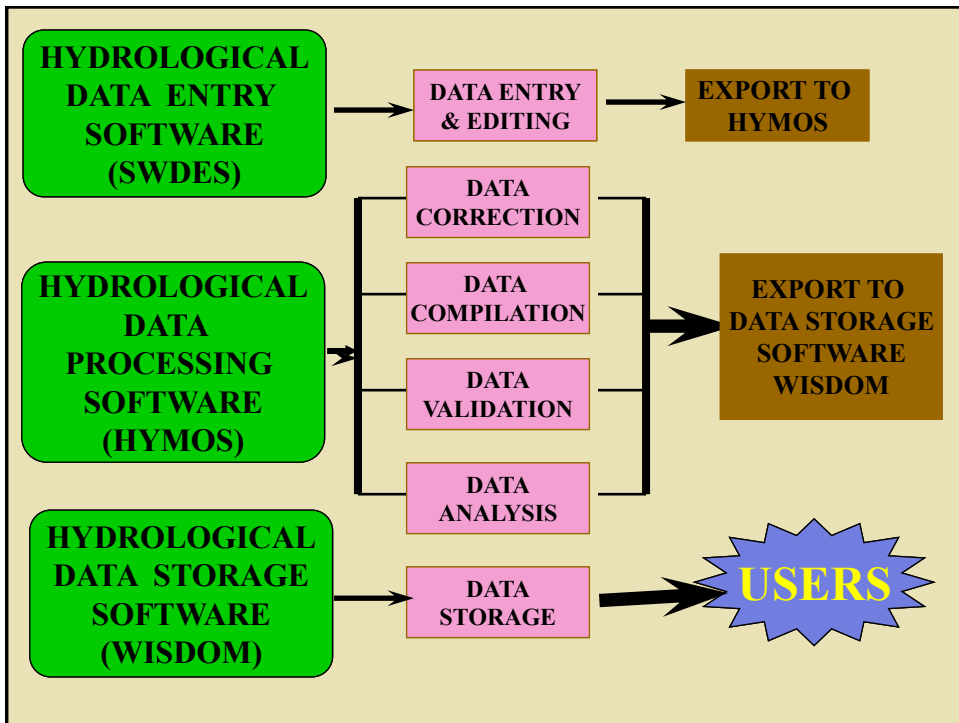 HYDROLOGICAL
DATA ENTRY
SOFTWARE
(SWDES)
DATA ENTRY
& EDITING
EXPORT TO
HYMOS
HYDROLOGICAL
DATA
PROCESSING
SOFTWARE
(HYMOS)
DATA
CORRECTION
DATA
COMPILATION
DATA
VALIDATION
DATA
ANALYSIS
EXPORT TO
DATA STORAGE
SOFTWARE
WISDOM
HYDROLOGICAL
DATA STORAGE
SOFTWARE
(WISDOM)
DATA
STORAGE
USERS